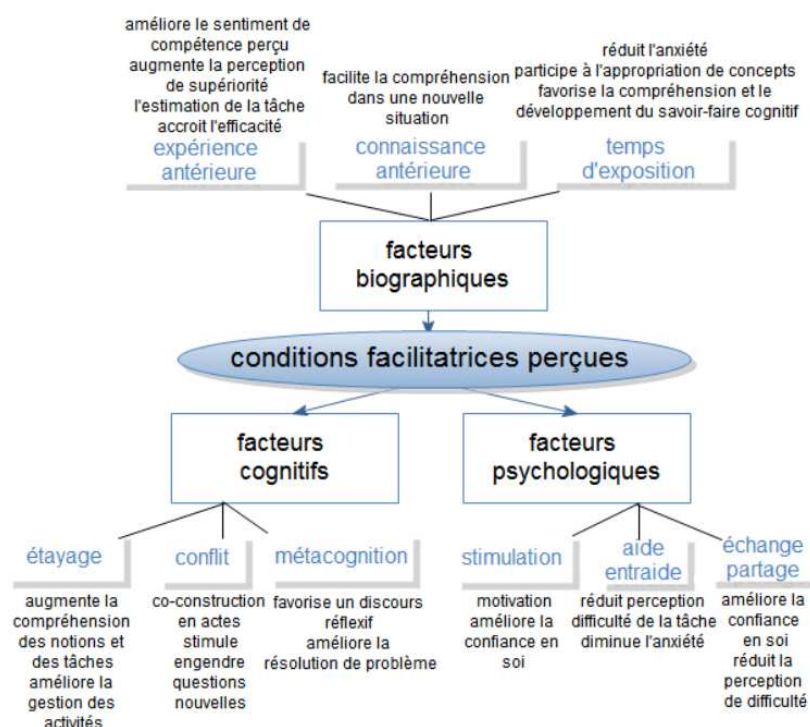 améliore le sentiment de
compétence perçu
augmente la perception
de supériorité
l'estimation de la tâche
accroit l'efficacité
expérience
antérieure
facilite la compréhension
dans une nouvelle
situation
connaissance
antérieure
réduit l'anxiété
participe à l'appropriation de concepts
favorise la compréhension et le
développement du savoir-faire cognitif
temps
d'exposition
facteurs
biographiques
conditions facilitatrices perçues
facteurs
cognitifs
facteurs
psychologiques
étayage
augmente la
compréhension
des notions et
des tâches
améliore la
gestion des
activités
conflit
co-construction
en actes
stimule
engendre
questions
nouvelles
métacognition
favorise un discours
réflexif
améliore la
résolution de problème
stimulation
motivation
améliore la
confiance en
soi
aide
entraide
réduit perception
difficulté de la tâche
diminue l'anxiété
échange
partage
améliore la
confiance
en soi
réduit la
perception
de difficulté